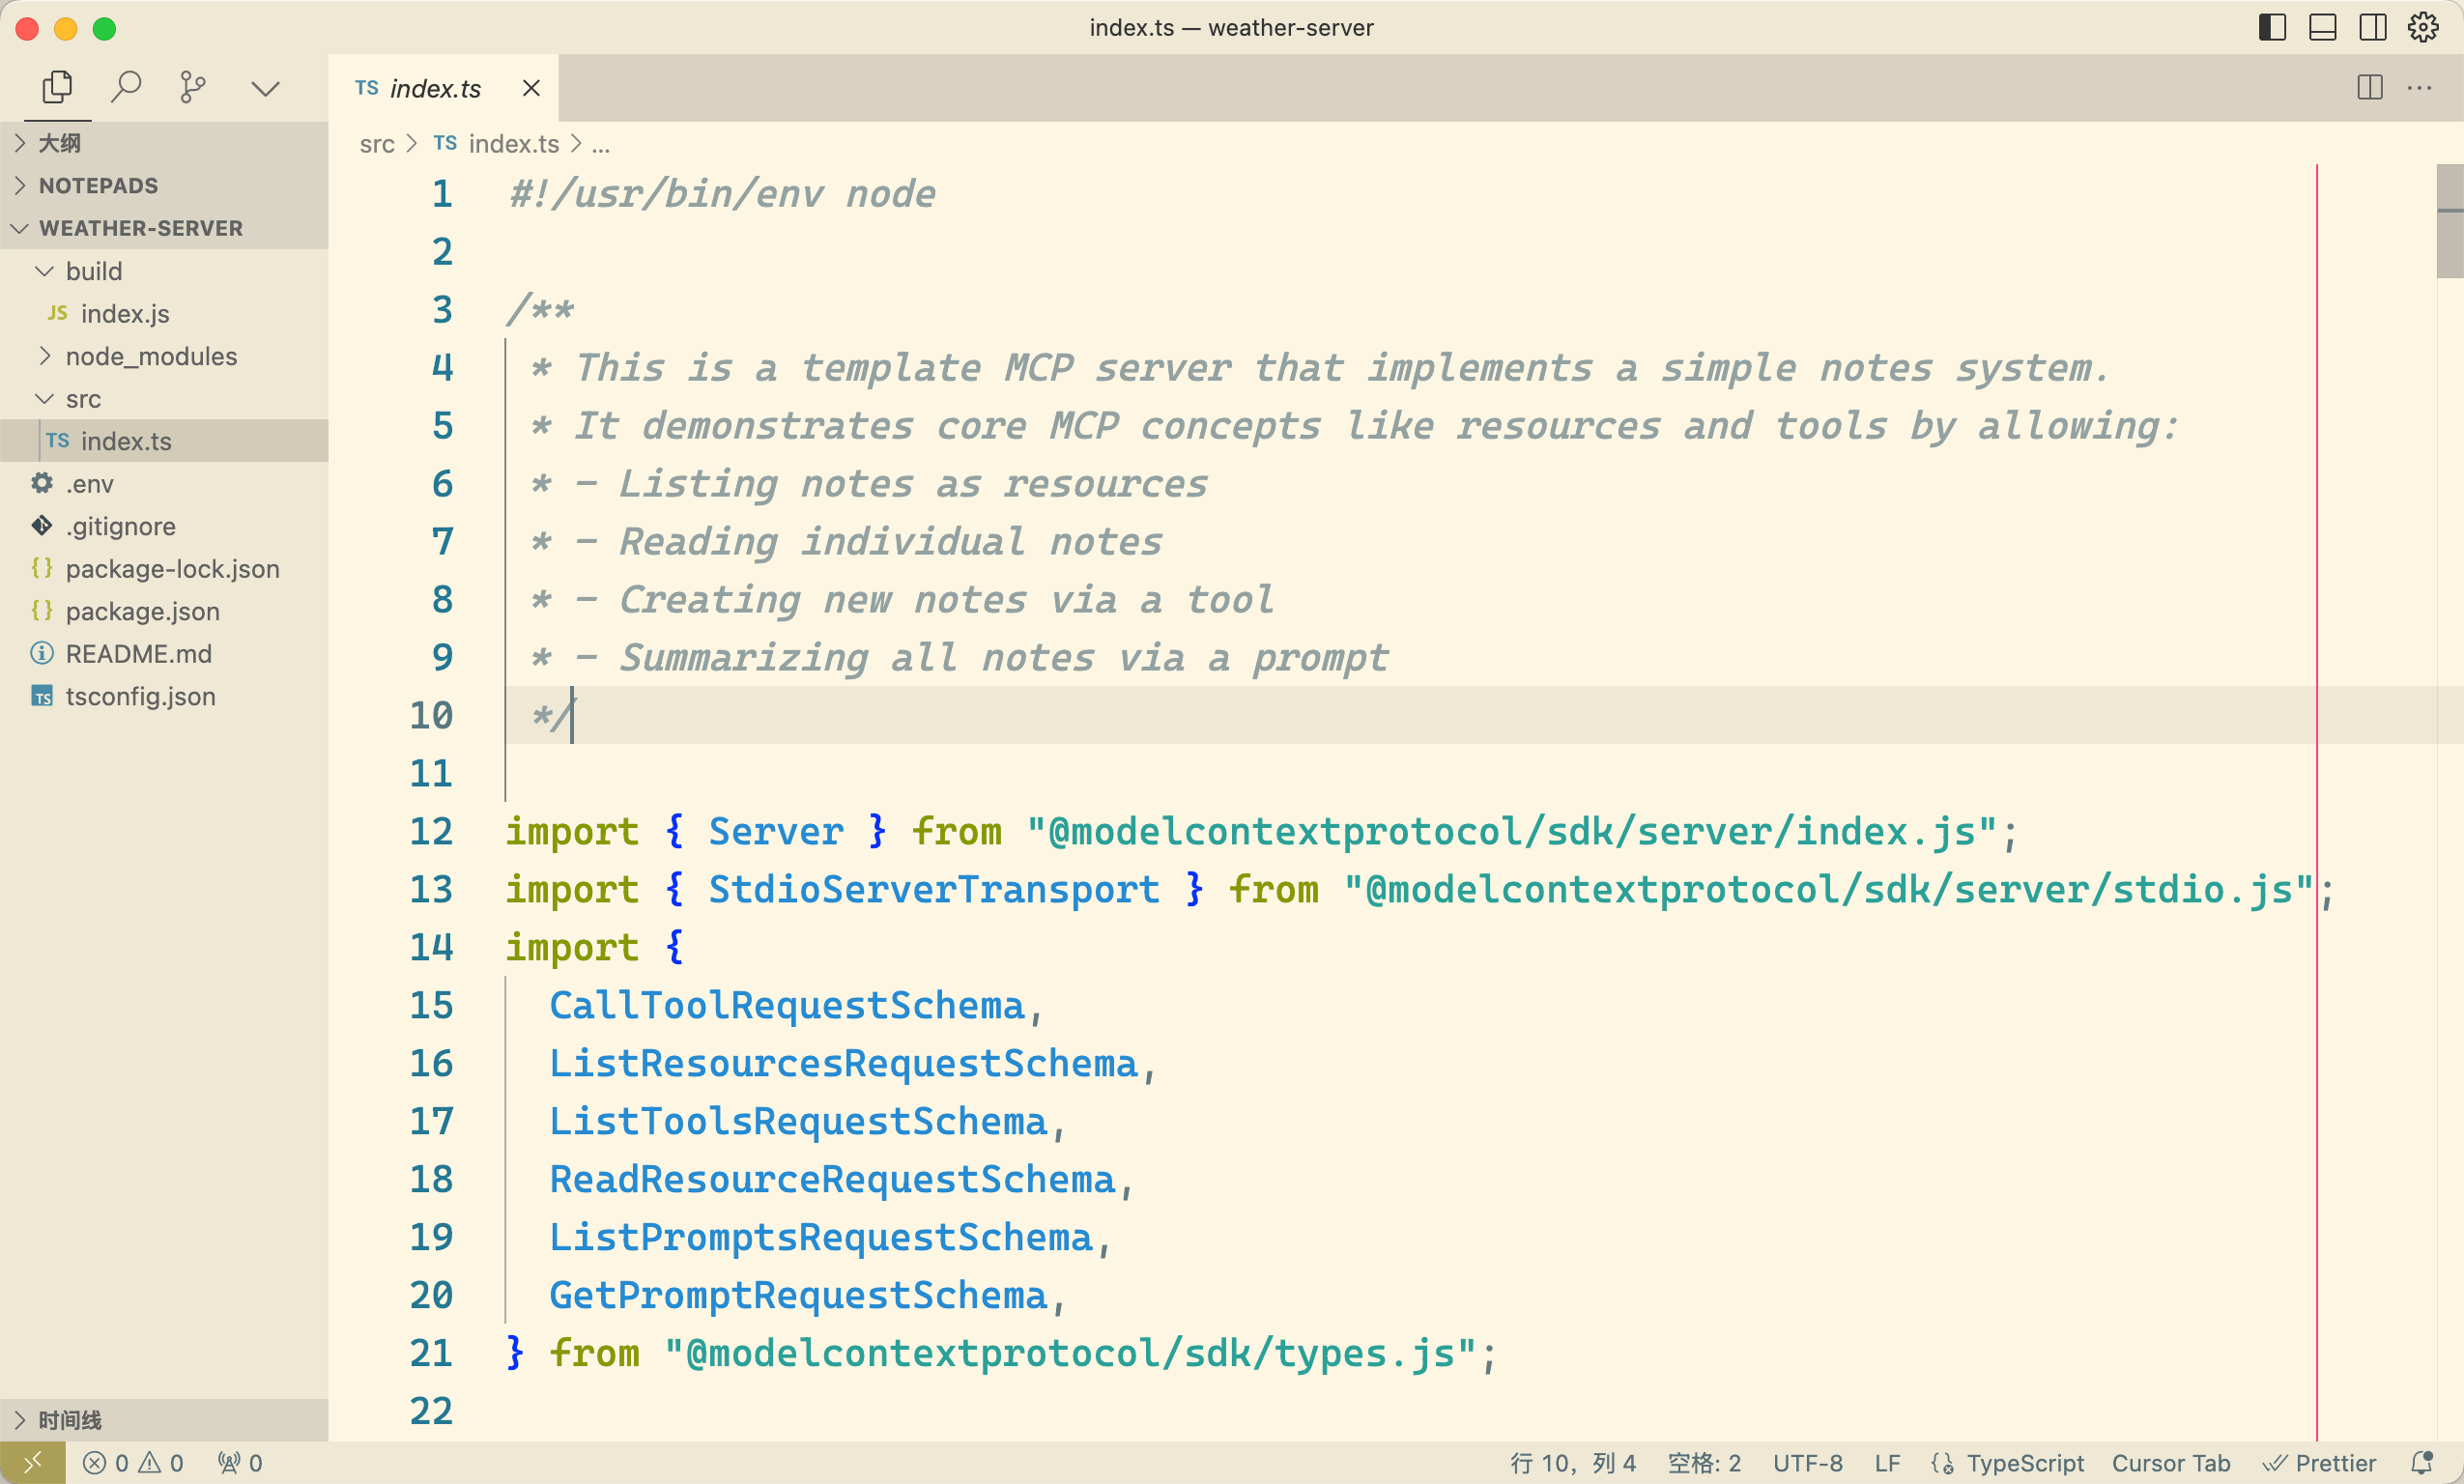 index.ts — weather-server
TS index.ts
src > TS index.ts > ...
大纲
NOTEPADS
WEATHER-SERVER
build
JS index.js
node_modules
src
TS index.ts
.env
.gitignore
{} package-lock.json
{} package.json
README.md
TS tsconfig.json
时间线
1 #!/usr/bin/env node
2
3 /**
4 * This is a template MCP server that implements a simple notes system.
5 * It demonstrates core MCP concepts like resources and tools by allowing:
6 * - Listing notes as resources
7 * - Reading individual notes
8 * - Creating new notes via a tool
9 * - Summarizing all notes via a prompt
10 */
11
12 import { Server } from "@modelcontextprotocol/sdk/server/index.js";
13 import { StdioServerTransport } from "@modelcontextprotocol/sdk/server/stdio.js";
14 import {
15 CallToolRequestSchema,
16 ListResourcesRequestSchema,
17 ListToolsRequestSchema,
18 ReadResourceRequestSchema,
19 ListPromptsRequestSchema,
20 GetPromptRequestSchema,
21 } from "@modelcontextprotocol/sdk/types.js";
22
0 0 0 行 10，列 4 空格: 2 UTF-8 LF TypeScript Cursor Tab Prettier